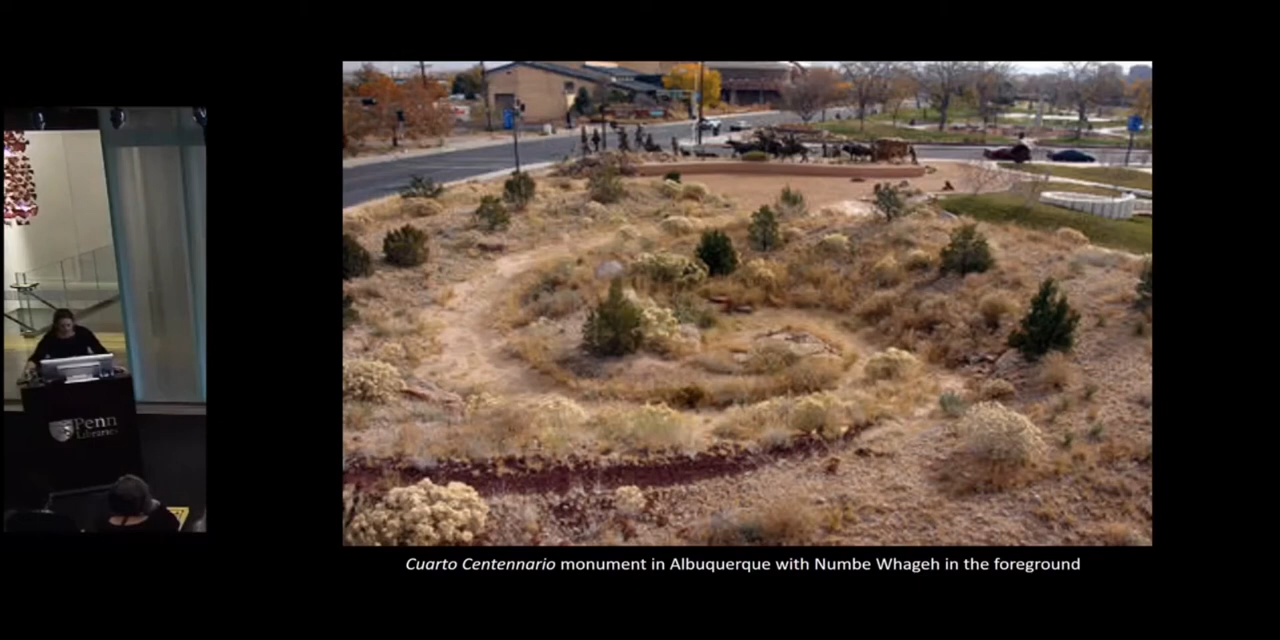 Penn
Libraries
Cuarto Centennario monument in Albuquerque with Numbe Whageh in the foreground